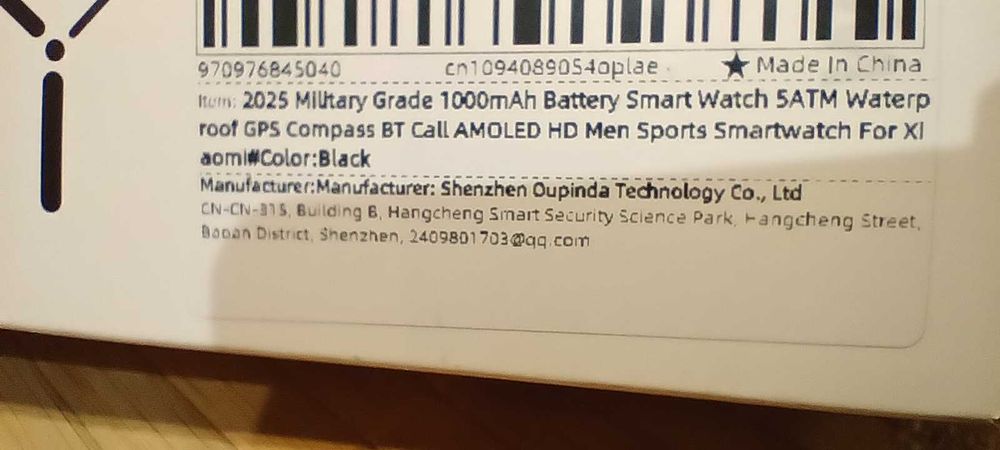 970976845040 cn1094089054oplae ★ Made In China
Item: 2025 Military Grade 1000mAh Battery Smart Watch 5ATM Waterp
roof GPS Compass BT Call AMOLED HD Men Sports Smartwatch For Xi
aomi#Color:Black
Manufacturer:Manufacturer: Shenzhen Oupinda Technology Co., Ltd
CN-CN-315, Building B, Hangcheng Smart Security Science Park, Hangcheng Street,
Baoan District, Shenzhen, 2409801703@qq.com